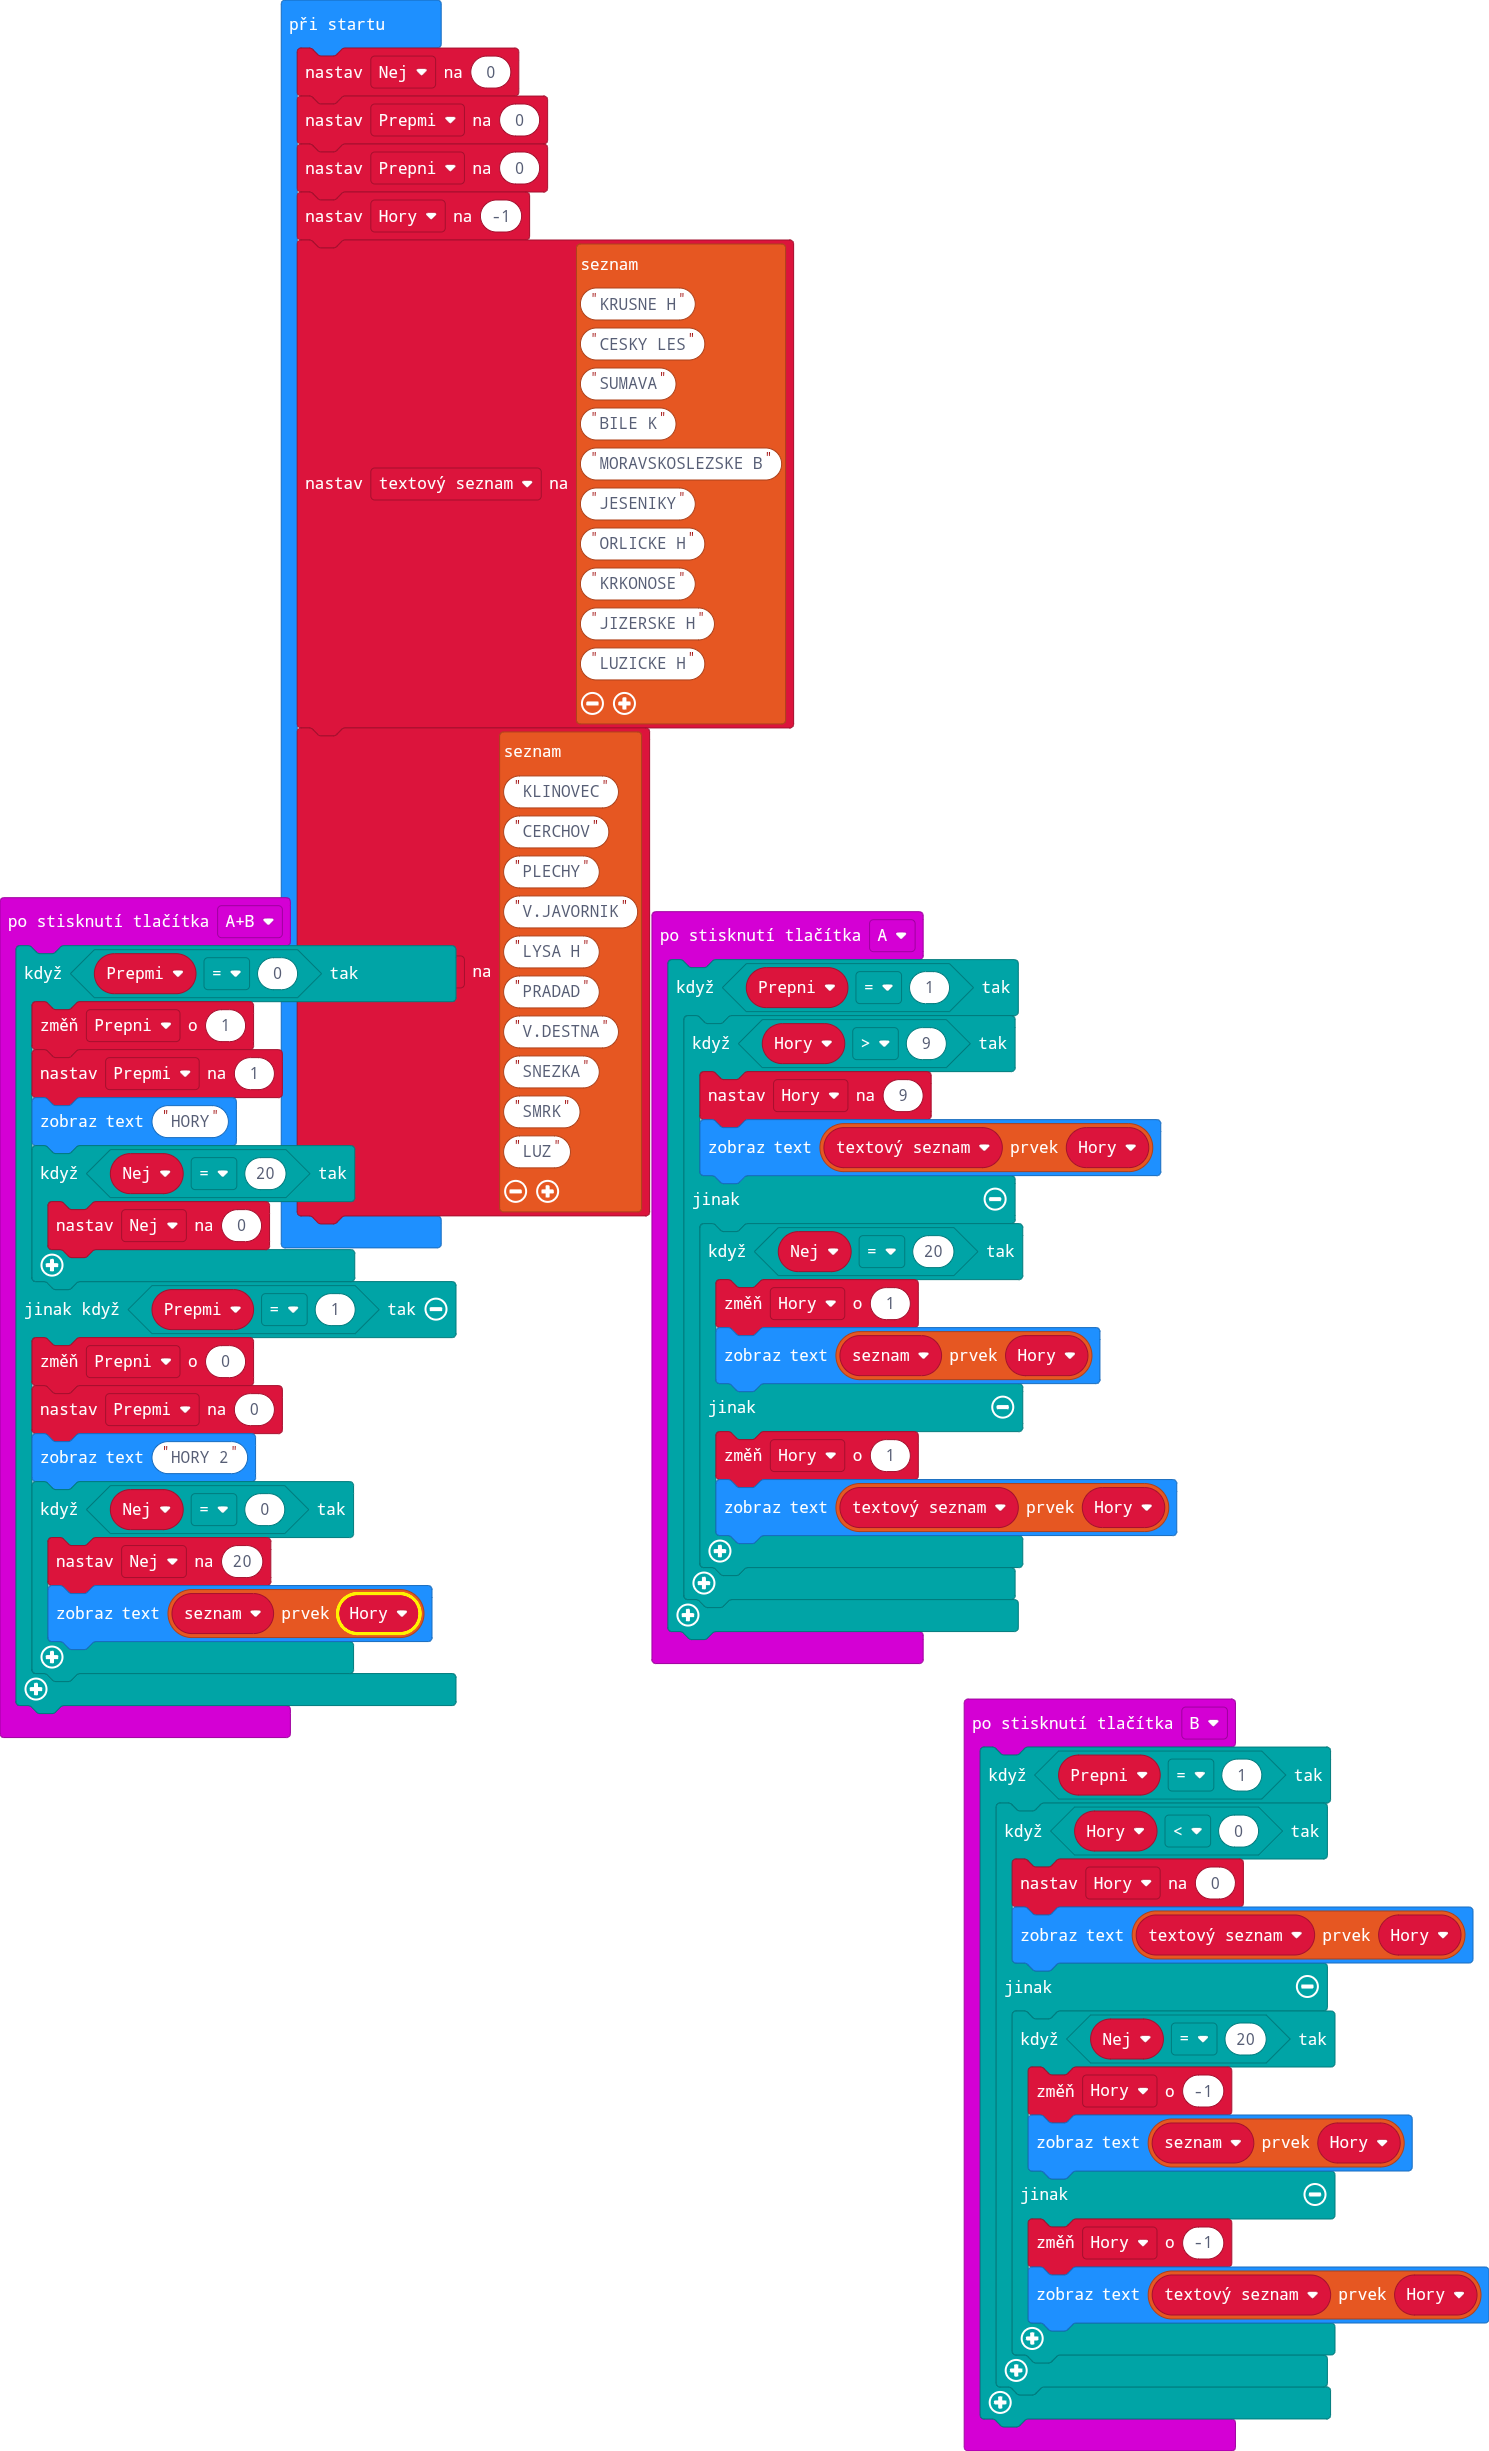 při startu
nastav Nej na 0
nastav Prepmi na 0
nastav Prepni na 0
nastav Hory na -1
nastav textový seznam na
seznam
"KRUSNE H"
"CESKY LES"
"SUMAVA"
"BILE K"
"MORAVSKOSLEZSKE B"
"JESENIKY"
"ORLICKE H"
"KRKONOSE"
"JIZERSKE H"
"LUZICKE H"
na
seznam
"KLINOVEC"
"CERCHOV"
"PLECHY"
"V.JAVORNIK"
"LYSA H"
"PRADAD"
"V.DESTNA"
"SNEZKA"
"SMRK"
"LUZ"
po stisknutí tlačítka A+B
když Prepmi = 0 tak
změň Prepni o 1
nastav Prepmi na 1
zobraz text "HORY"
když Nej = 20 tak
nastav Nej na 0
jinak když Prepmi = 1 tak
změň Prepni o 0
nastav Prepmi na 0
zobraz text "HORY 2"
když Nej = 0 tak
nastav Nej na 20
zobraz text seznam prvek Hory
po stisknutí tlačítka A
když Prepni = 1 tak
když Hory > 9 tak
nastav Hory na 9
zobraz text textový seznam prvek Hory
jinak
když Nej = 20 tak
změň Hory o 1
zobraz text seznam prvek Hory
jinak
změň Hory o 1
zobraz text textový seznam prvek Hory
po stisknutí tlačítka B
když Prepni = 1 tak
když Hory < 0 tak
nastav Hory na 0
zobraz text textový seznam prvek Hory
jinak
když Nej = 20 tak
změň Hory o -1
zobraz text seznam prvek Hory
jinak
změň Hory o -1
zobraz text textový seznam prvek Hory